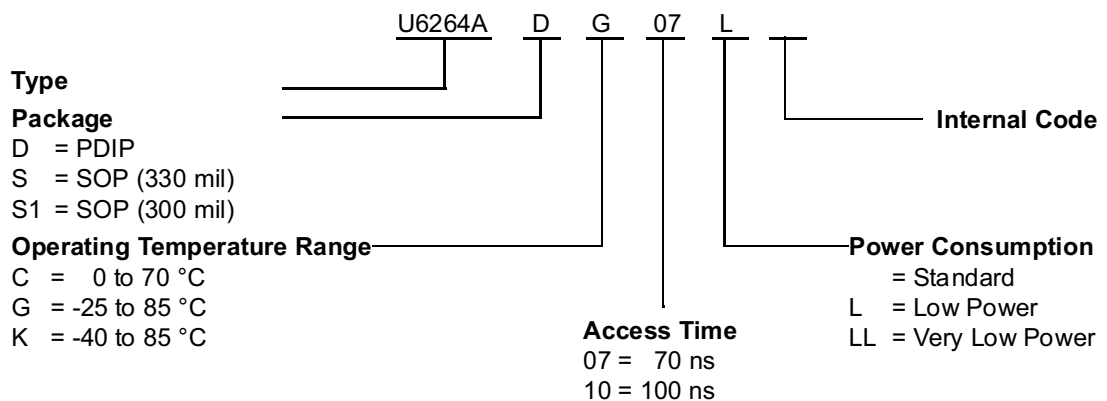 U6264A D G 07 L
Type
Package
D = PDIP
S = SOP (330 mil)
S1 = SOP (300 mil)
Internal Code
Operating Temperature Range
C = 0 to 70 °C
G = -25 to 85 °C
K = -40 to 85 °C
Access Time
07 = 70 ns
10 = 100 ns
Power Consumption
= Standard
L = Low Power
LL = Very Low Power